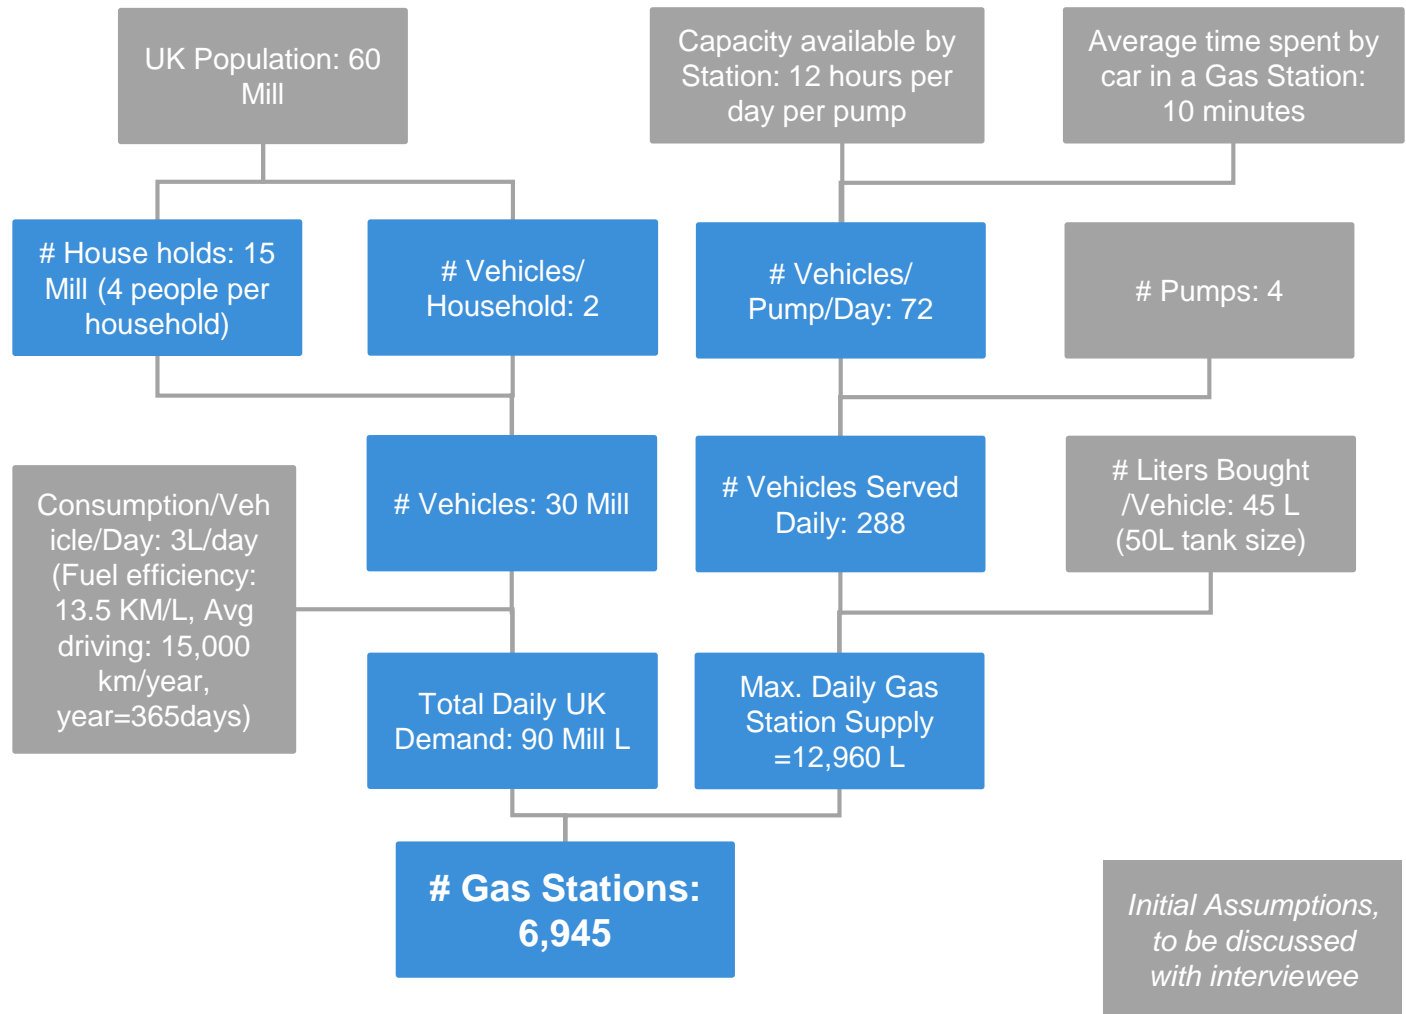 UK Population: 60
Mill
Capacity available by
Station: 12 hours per
day per pump
Average time spent by
car in a Gas Station:
10 minutes
# House holds: 15
Mill (4 people per
household)
# Vehicles/
Household: 2
# Vehicles/
Pump/Day: 72
# Pumps: 4
Consumption/Veh
icle/Day: 3L/day
(Fuel efficiency:
13.5 KM/L, Avg
driving: 15,000
km/year,
year=365days)
# Vehicles: 30 Mill
# Vehicles Served
Daily: 288
# Liters Bought
/Vehicle: 45 L
(50L tank size)
Total Daily UK
Demand: 90 Mill L
Max. Daily Gas
Station Supply
=12,960 L
# Gas Stations:
6,945
Initial Assumptions,
to be discussed
with interviewee